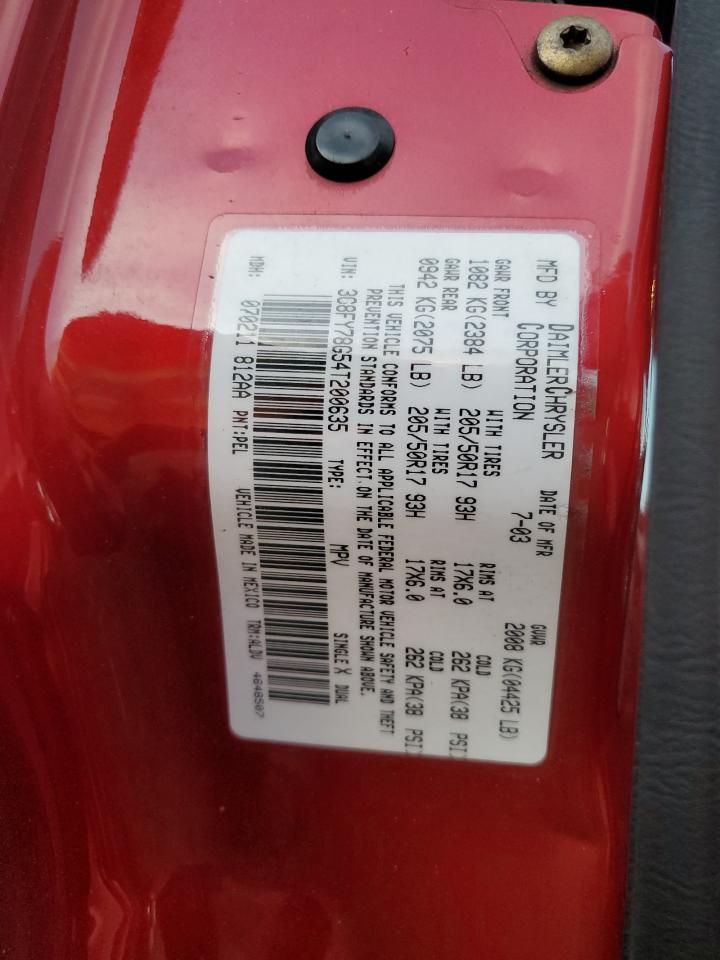 MFD BY DAIMLERCHRYSLER CORPORATION DATE OF MFR 7-03 GVWR 2008 KG(04425 LB)
GAWR FRONT WITH TIRES RIMS AT COLD
1082 KG(2384 LB) 205/50R17 93H 17X6.0 262 KPA(38 PSI)
GAWR REAR WITH TIRES RIMS AT COLD
0942 KG(2075 LB) 205/50R17 93H 17X6.0 262 KPA(38 PSI)
THIS VEHICLE CONFORMS TO ALL APPLICABLE FEDERAL MOTOR VEHICLE SAFETY AND THEFT
PREVENTION STANDARDS IN EFFECT ON THE DATE OF MANUFACTURE SHOWN ABOVE.
VIN: 3C8FY78G54T200635 TYPE: MPV SINGLE X DUAL
MDH: 070211 812AA PNT:PEL VEHICLE MADE IN MEXICO TRM:ALDV 4648507